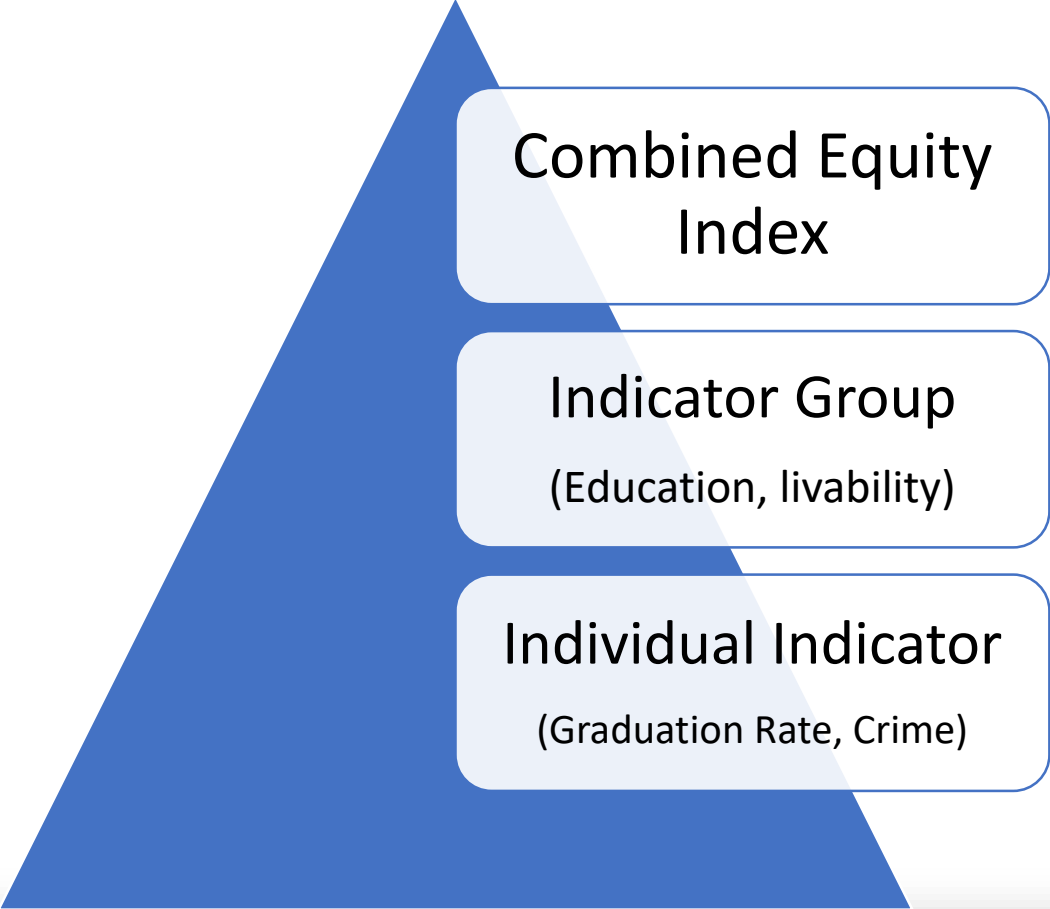 Combined Equity
Index
Indicator Group
(Education, livability)
Individual Indicator
(Graduation Rate, Crime)